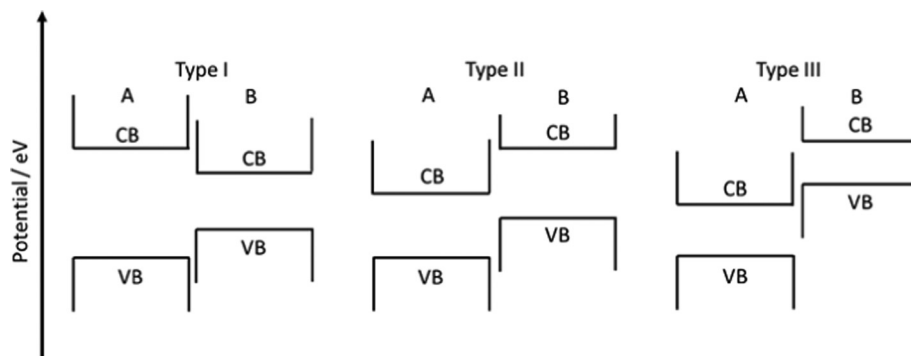 Potential / eV
Type I
A
B
CB
CB
VB
VB
Type II
A
B
CB
CB
VB
VB
Type III
A
B
CB
CB
VB
VB